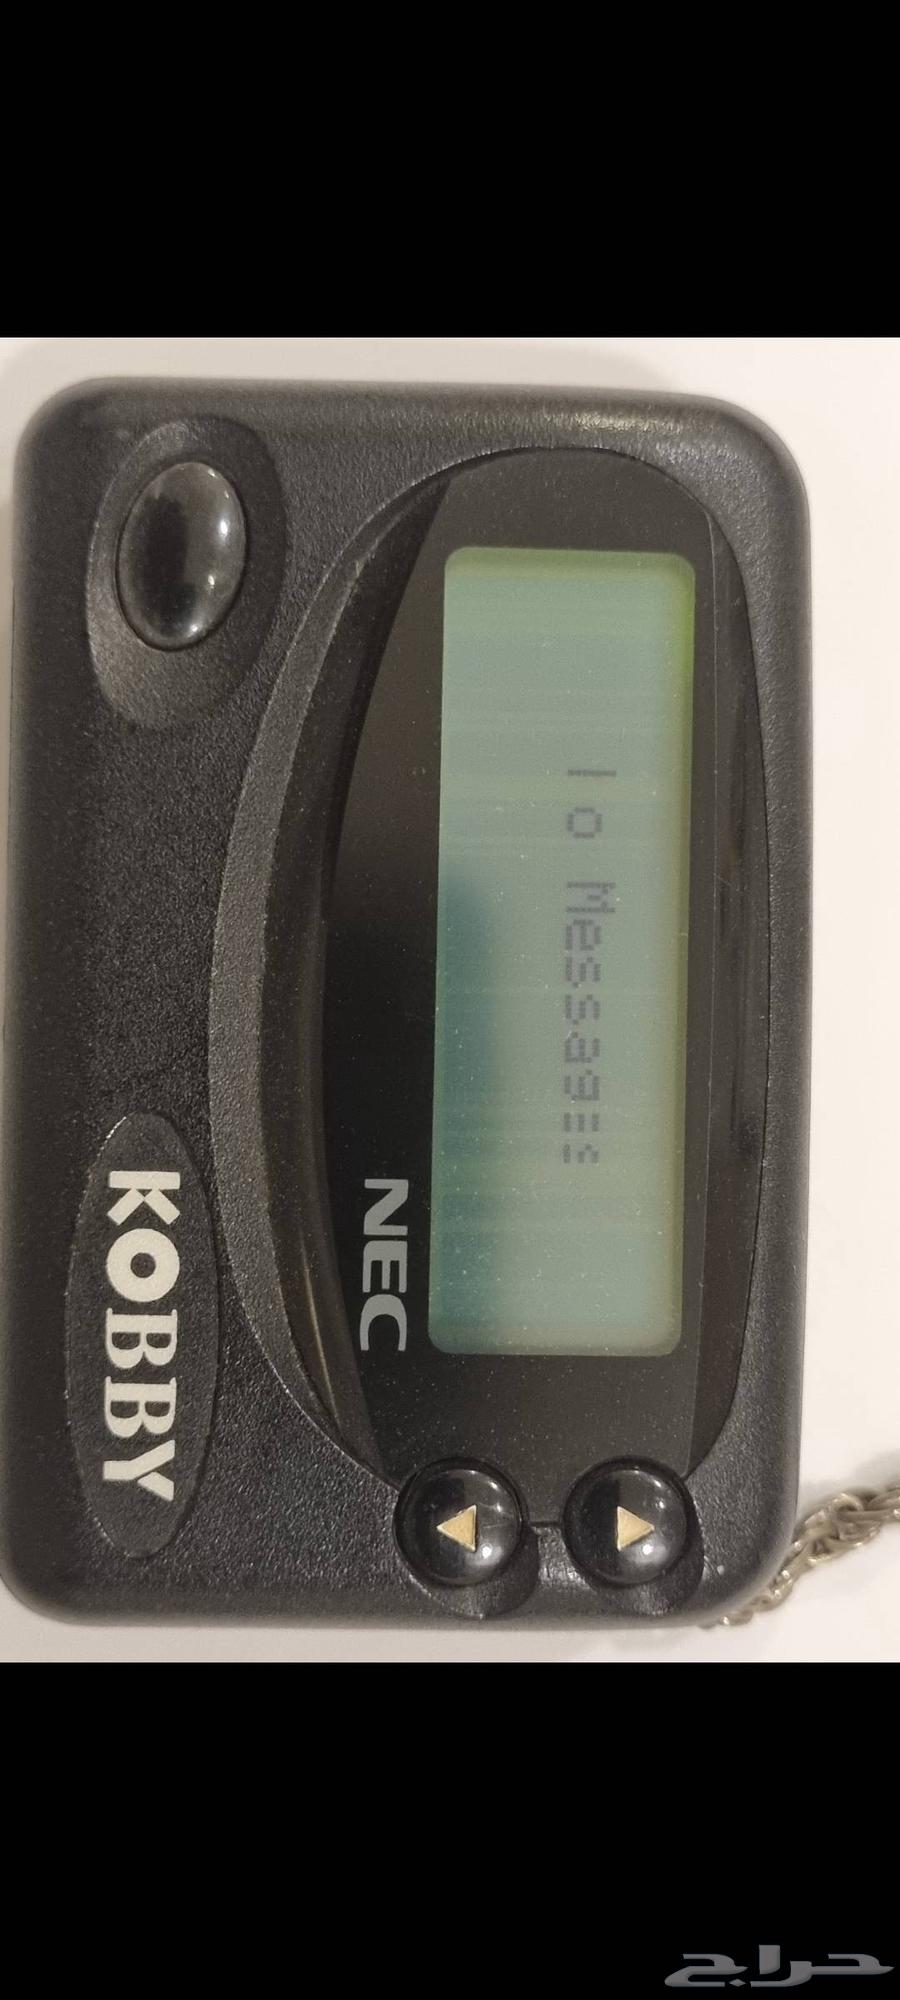 No Messages
NEC
KOBBY
حراج